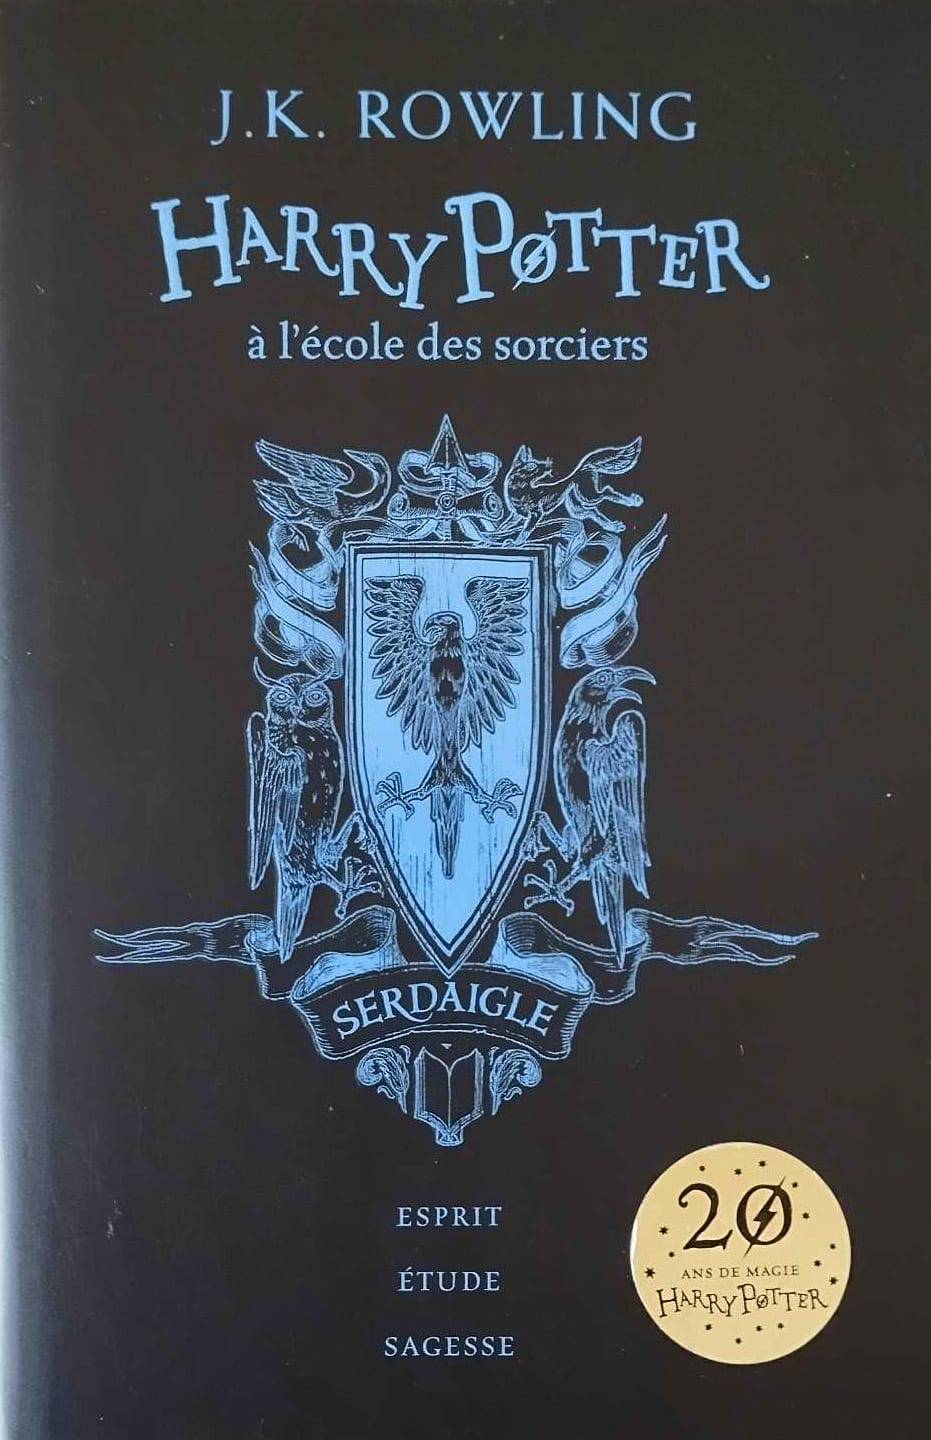 J.K. ROWLING
HARRY POTTER
à l'école des sorciers
SERDAIGLE
ESPRIT
ÉTUDE
SAGESSE
20
ANS DE MAGIE
HARRY POTTER